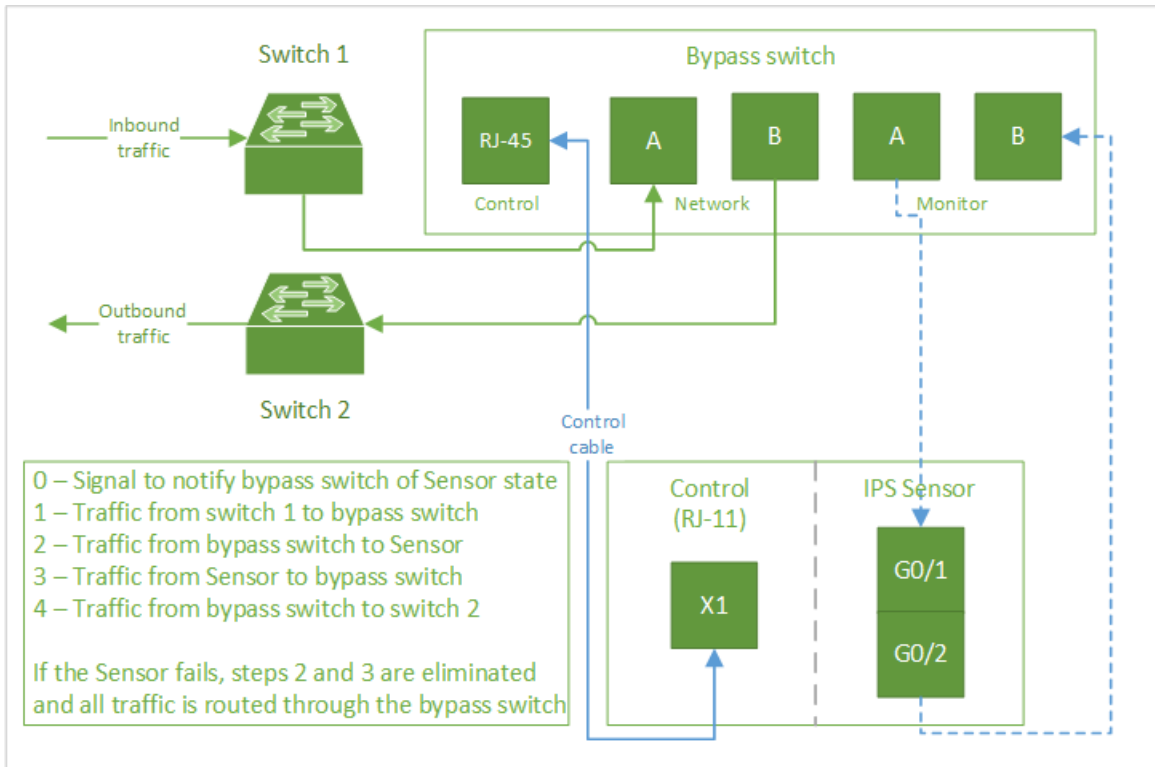 Switch 1
Bypass switch
Inbound
traffic
RJ-45
A
B
A
B
Control
Network
Monitor
Outbound
traffic
Switch 2
Control
cable
0 – Signal to notify bypass switch of Sensor state
1 – Traffic from switch 1 to bypass switch
2 – Traffic from bypass switch to Sensor
3 – Traffic from Sensor to bypass switch
4 – Traffic from bypass switch to switch 2
If the Sensor fails, steps 2 and 3 are eliminated
and all traffic is routed through the bypass switch
Control
(RJ-11)
X1
IPS Sensor
G0/1
G0/2